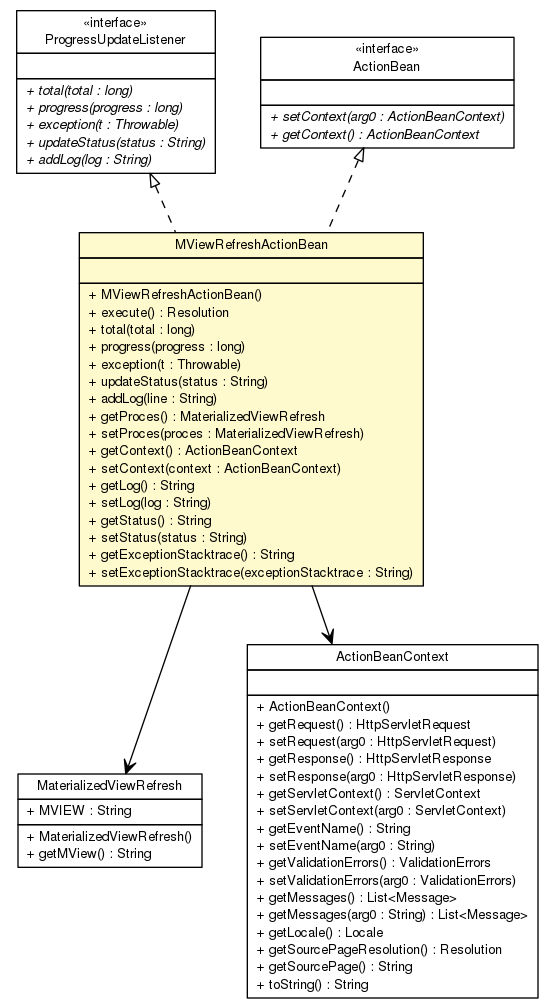 «interface»
ProgressUpdateListener
+ total(total : long)
+ progress(progress : long)
+ exception(t : Throwable)
+ updateStatus(status : String)
+ addLog(log : String)
«interface»
ActionBean
+ setContext(arg0 : ActionBeanContext)
+ getContext() : ActionBeanContext
MViewRefreshActionBean
+ MViewRefreshActionBean()
+ execute() : Resolution
+ total(total : long)
+ progress(progress : long)
+ exception(t : Throwable)
+ updateStatus(status : String)
+ addLog(line : String)
+ getProces() : MaterializedViewRefresh
+ setProces(proces : MaterializedViewRefresh)
+ getContext() : ActionBeanContext
+ setContext(context : ActionBeanContext)
+ getLog() : String
+ setLog(log : String)
+ getStatus() : String
+ setStatus(status : String)
+ getExceptionStacktrace() : String
+ setExceptionStacktrace(exceptionStacktrace : String)
ActionBeanContext
+ ActionBeanContext()
+ getRequest() : HttpServletRequest
+ setRequest(arg0 : HttpServletRequest)
+ getResponse() : HttpServletResponse
+ setResponse(arg0 : HttpServletResponse)
+ getServletContext() : ServletContext
+ setServletContext(arg0 : ServletContext)
+ getEventName() : String
+ setEventName(arg0 : String)
+ getValidationErrors() : ValidationErrors
+ setValidationErrors(arg0 : ValidationErrors)
+ getMessages() : List<Message>
+ getMessages(arg0 : String) : List<Message>
+ getLocale() : Locale
+ getSourcePageResolution() : Resolution
+ getSourcePage() : String
+ toString() : String
MaterializedViewRefresh
+ MVIEW : String
+ MaterializedViewRefresh()
+ getMView() : String